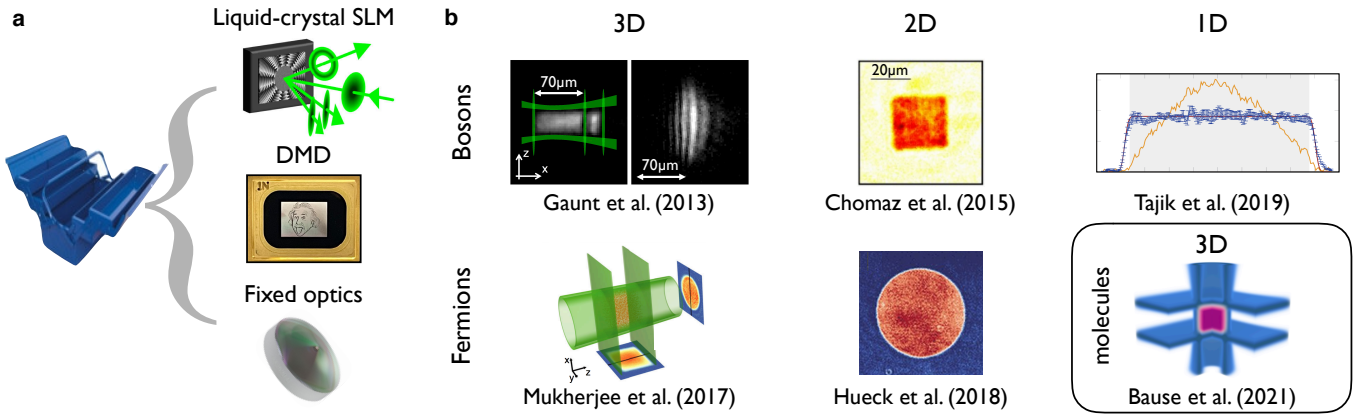 a
Liquid-crystal SLM
DMD
1N
Fixed optics
b
3D
2D
1D
Bosons
70µm
z
x
70µm
Gaunt et al. (2013)
20µm
Chomaz et al. (2015)
Tajik et al. (2019)
Fermions
x
y
z
Mukherjee et al. (2017)
Hueck et al. (2018)
molecules
3D
Bause et al. (2021)